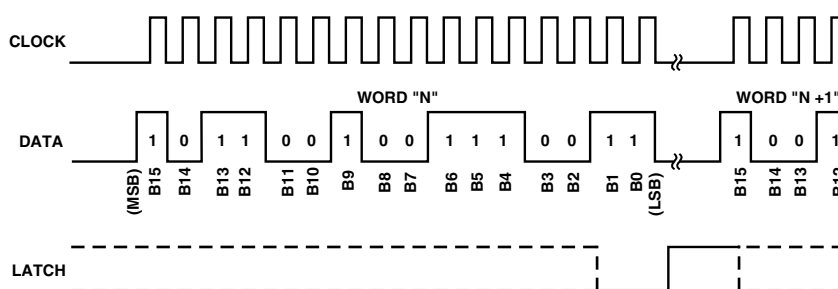 CLOCK
WORD "N" WORD "N +1"
DATA 1 0 1 1 0 0 1 0 0 1 1 1 0 0 1 1 1 0 0 1
(MSB) B15 B14 B13 B12 B11 B10 B9 B8 B7 B6 B5 B4 B3 B2 B1 B0 (LSB) B15 B14 B13 B12
LATCH